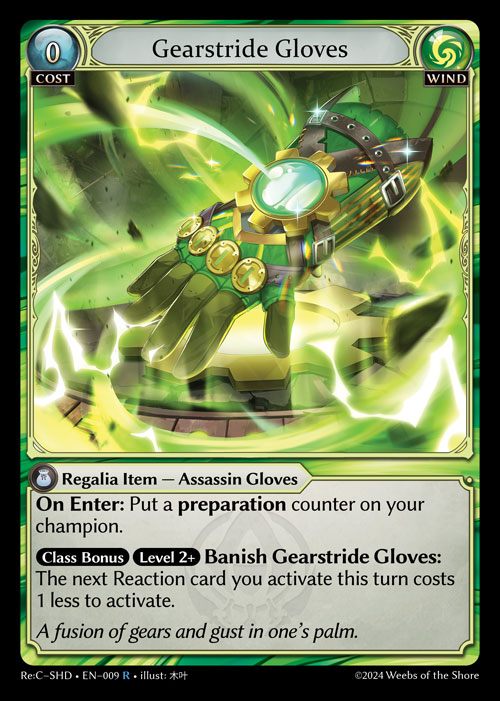 0
Gearstride Gloves
COST
WIND
Regalia Item — Assassin Gloves
On Enter: Put a preparation counter on your
champion.
Class Bonus Level 2+ Banish Gearstride Gloves:
The next Reaction card you activate this turn costs
1 less to activate.
A fusion of gears and gust in one's palm.
Re:C–SHD • EN–009 R • illust: 木叶
©2024 Weebs of the Shore